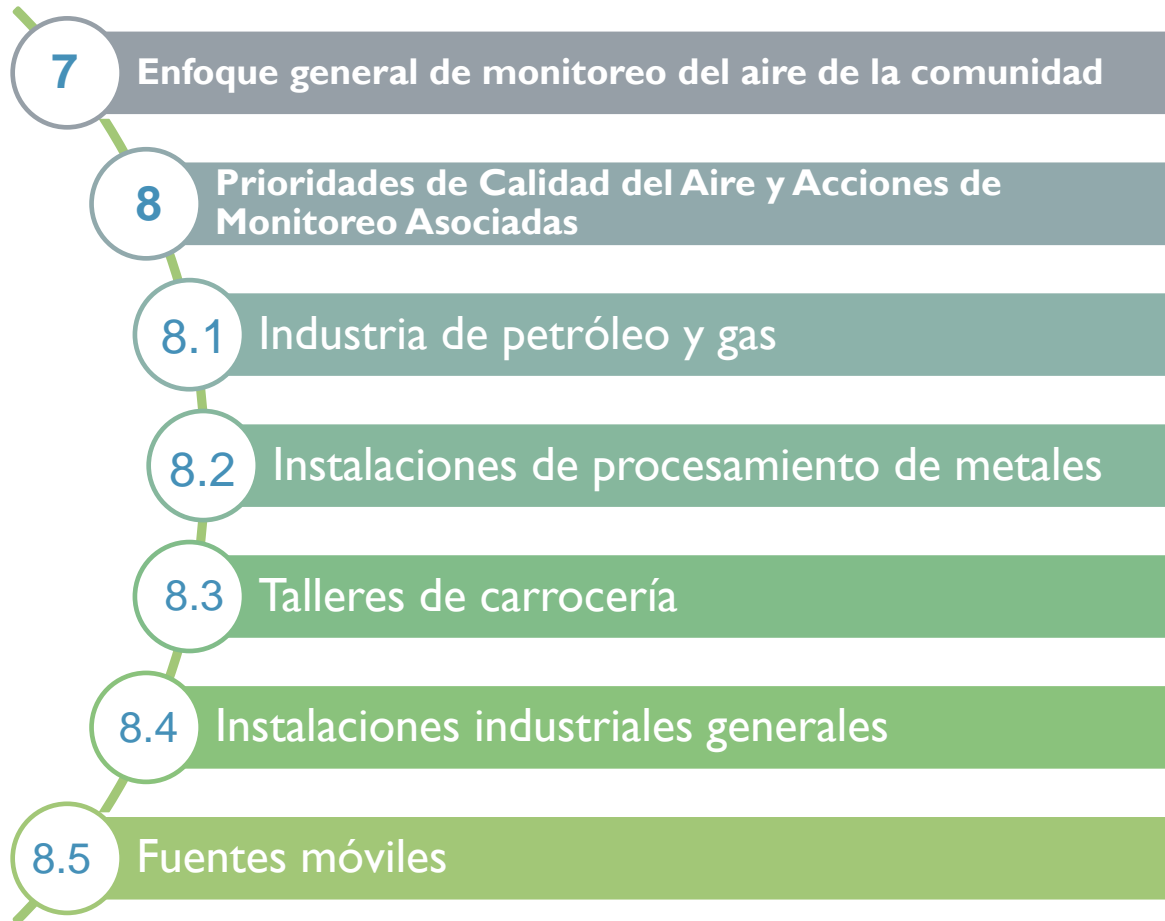 7
Enfoque general de monitoreo del aire de la comunidad
8
Prioridades de Calidad del Aire y Acciones de
Monitoreo Asociadas
8.1
Industria de petróleo y gas
8.2
Instalaciones de procesamiento de metales
8.3
Talleres de carrocería
8.4
Instalaciones industriales generales
8.5
Fuentes móviles